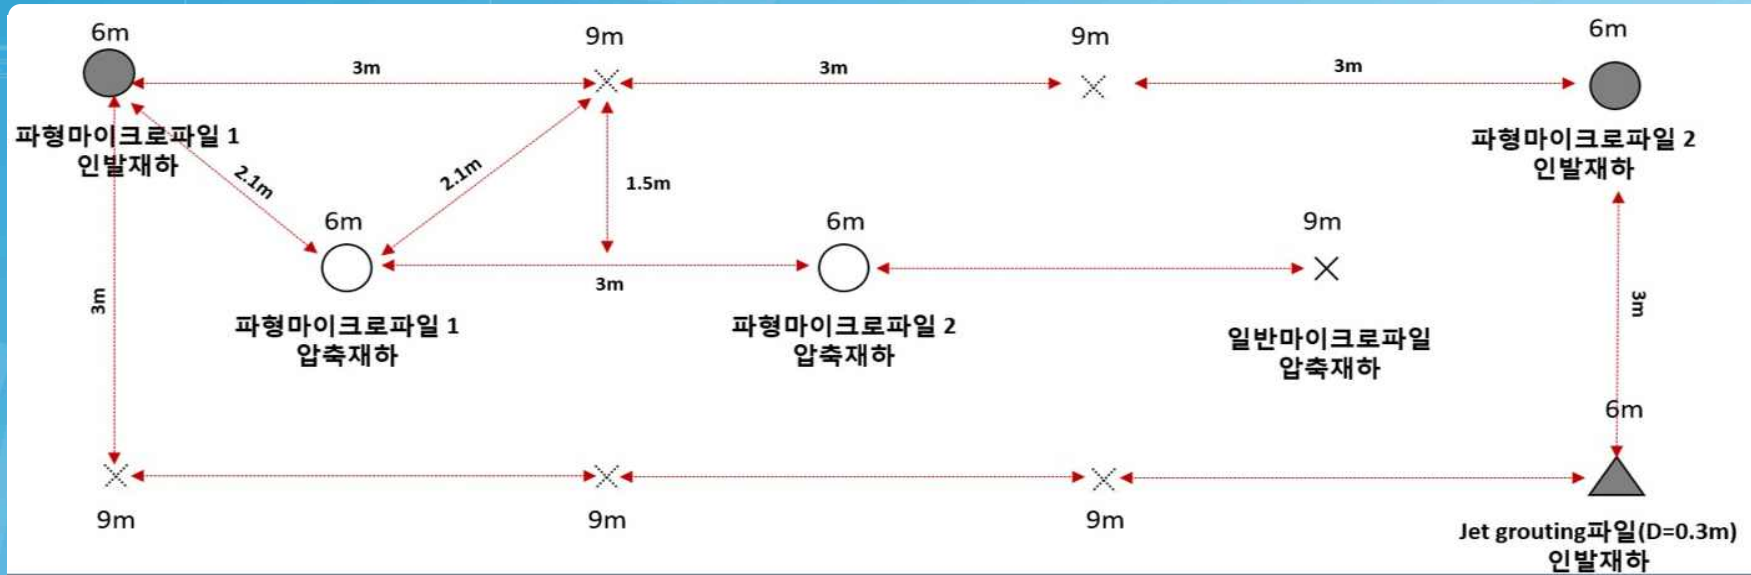 6m
9m
9m
6m
3m
3m
3m
파형마이크로파일 1
인발재하
파형마이크로파일 2
인발재하
2.1m
2.1m
1.5m
6m
6m
9m
3m
3m
3m
파형마이크로파일 1
압축재하
파형마이크로파일 2
압축재하
일반마이크로파일
압축재하
6m
9m
9m
9m
Jet grouting파일(D=0.3m)
인발재하